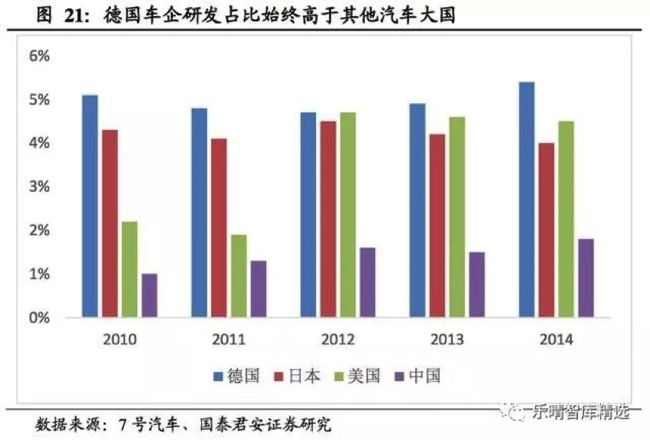 图 21：德国车企研发占比始终高于其他汽车大国
6%
5%
4%
3%
2%
1%
0%
2010 2011 2012 2013 2014
德国 日本 美国 中国
乐晴智库精选
数据来源：7 号汽车、国泰君安证券研究